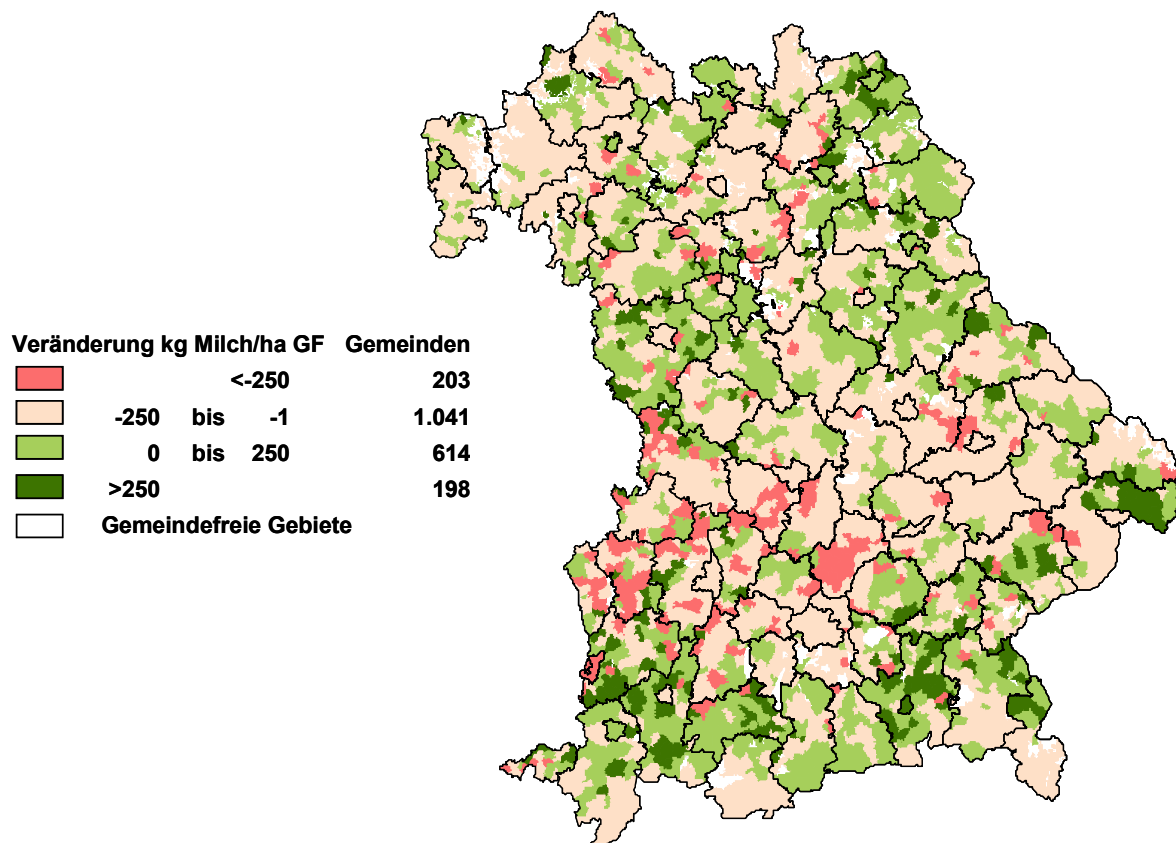 Veränderung kg Milch/ha GF Gemeinden
<-250 203
-250 bis -1 1.041
0 bis 250 614
>250 198
Gemeindefreie Gebiete